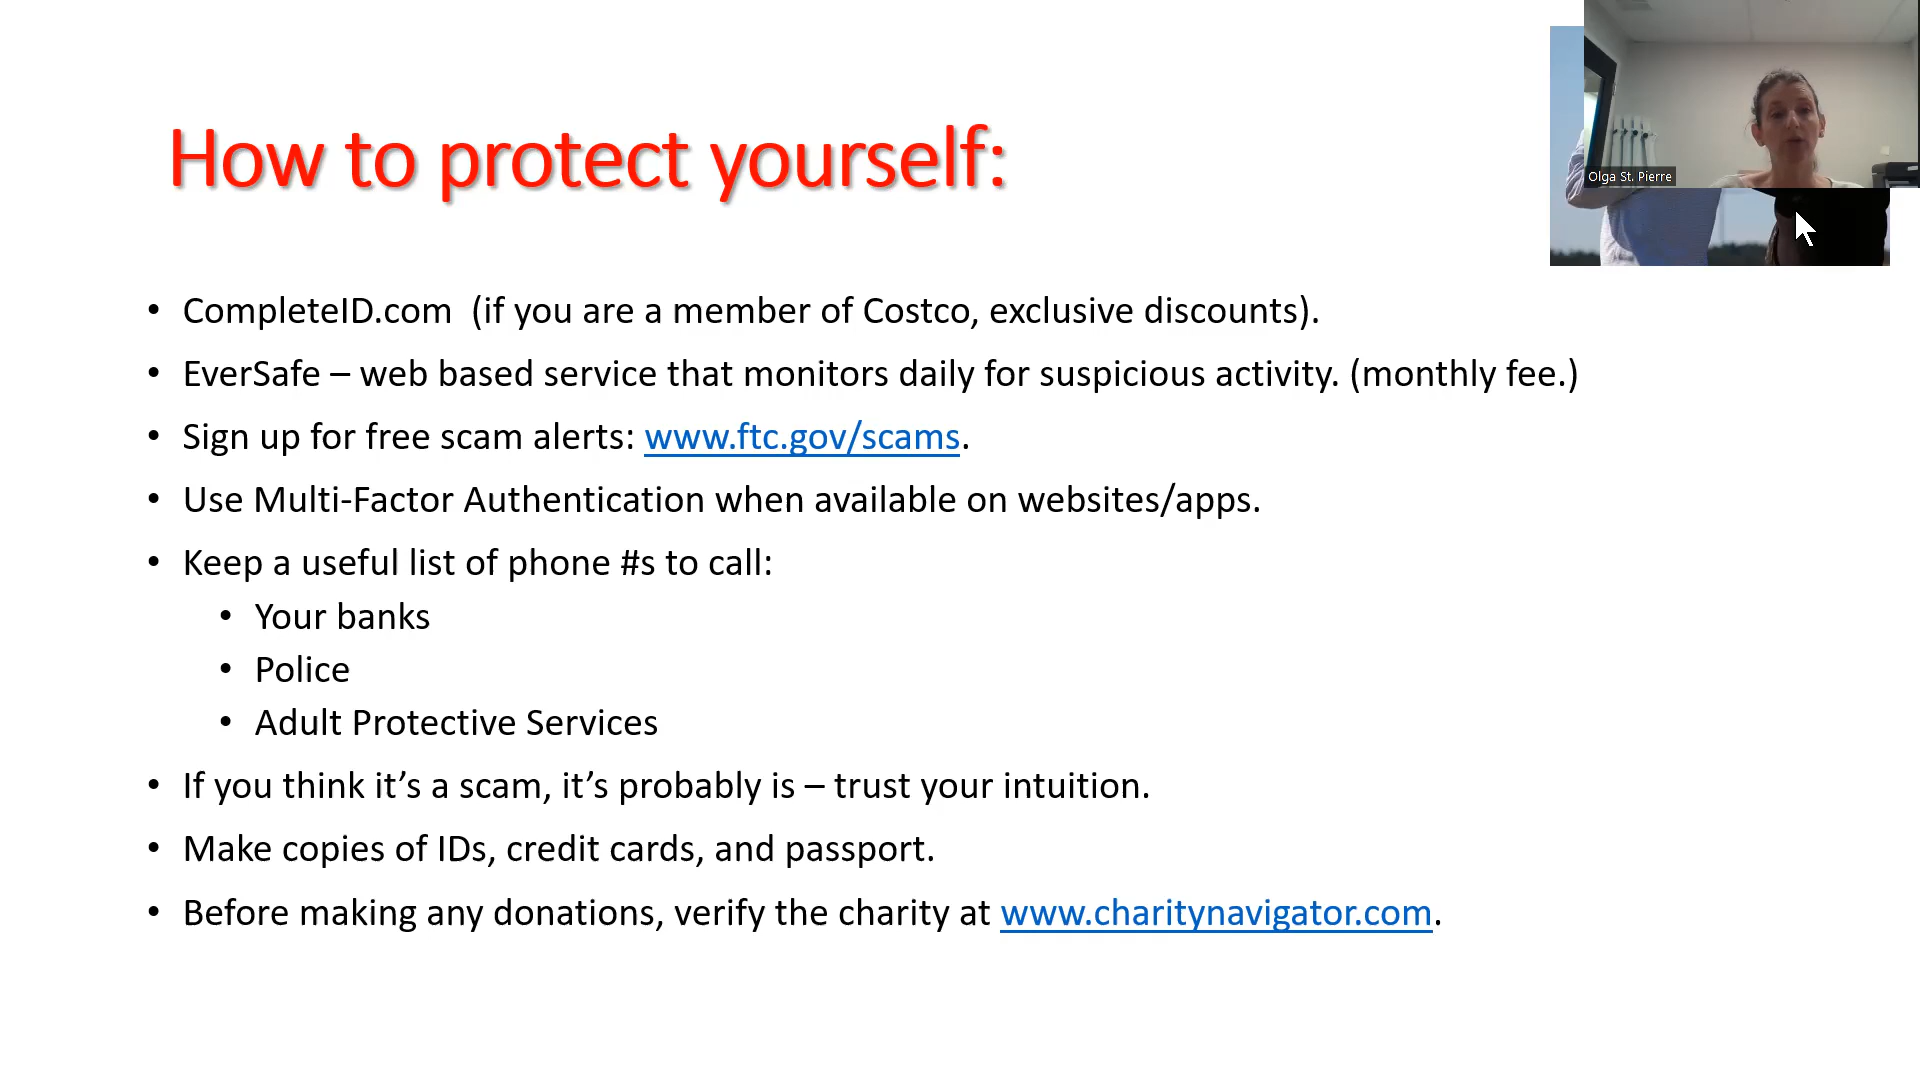 How to protect yourself:
Olga St. Pierre
• CompleteID.com  (if you are a member of Costco, exclusive discounts).
• EverSafe – web based service that monitors daily for suspicious activity. (monthly fee.)
• Sign up for free scam alerts: www.ftc.gov/scams.
• Use Multi-Factor Authentication when available on websites/apps.
• Keep a useful list of phone #s to call:
• Your banks
• Police
• Adult Protective Services
• If you think it’s a scam, it’s probably is – trust your intuition.
• Make copies of IDs, credit cards, and passport.
• Before making any donations, verify the charity at www.charitynavigator.com.